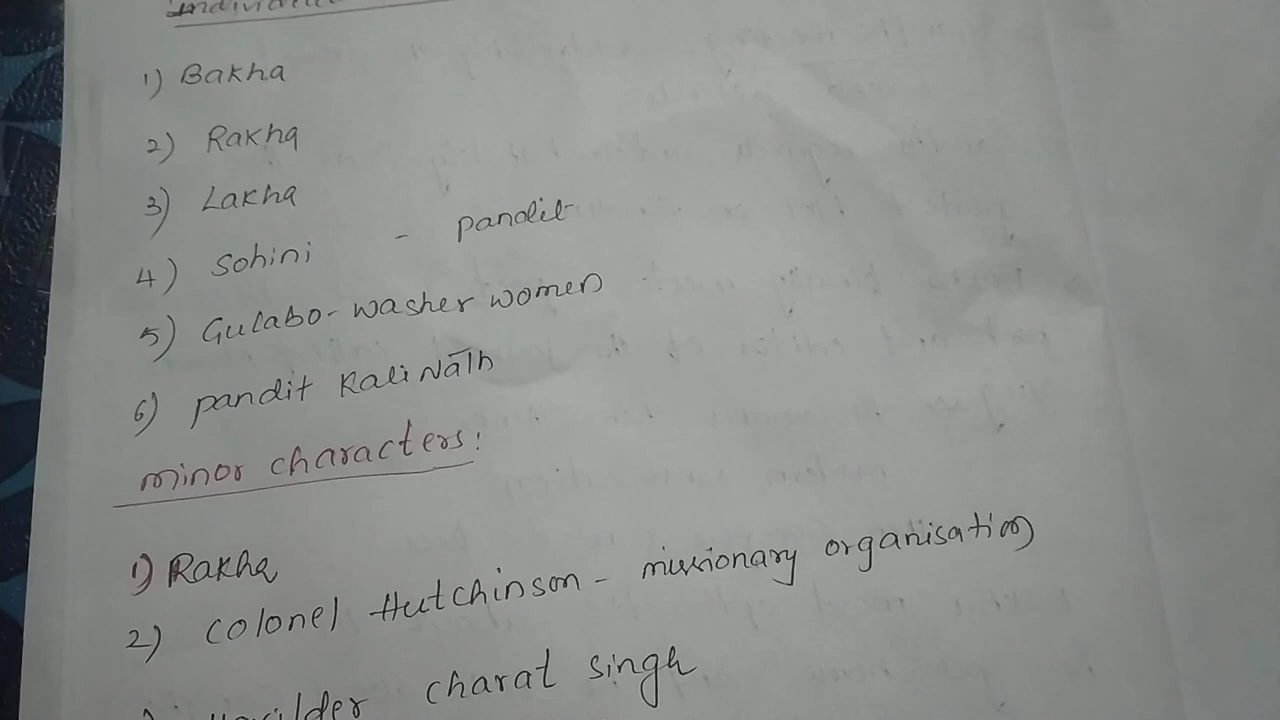 1) Bakha
2) Rakha
3) Lakha
4) Sohini - pandit
5) Gulabo - washer women
6) pandit Kali Nāth
minor characters:
1) Rakha
2) Colonel Hutchinson - missionary organisation
charat singh